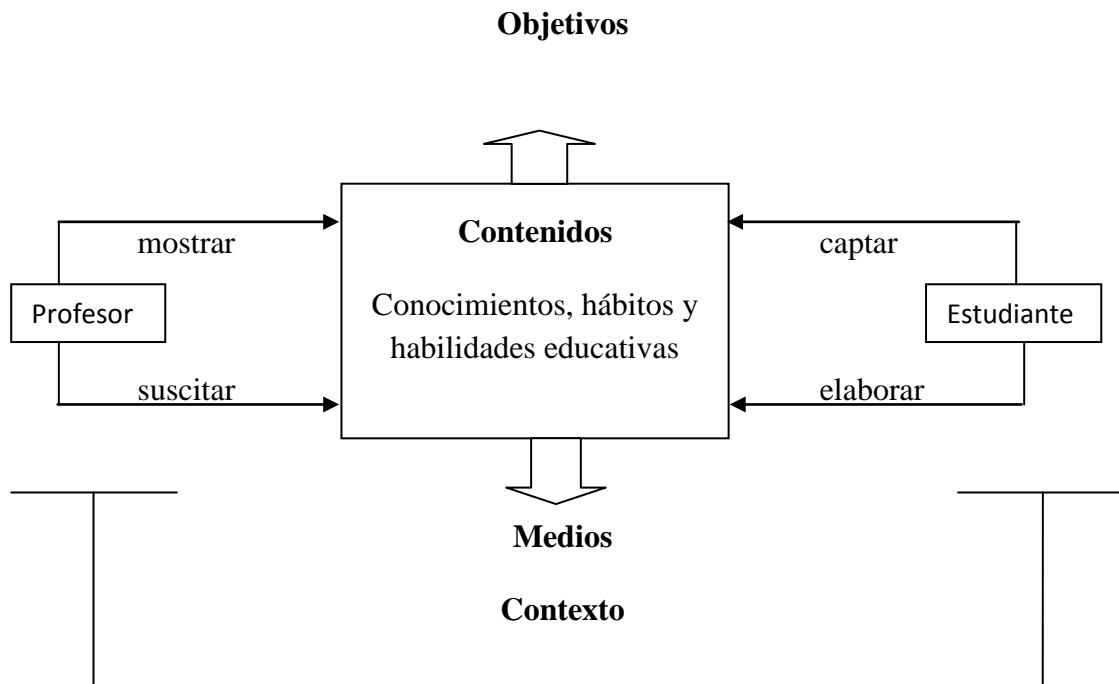 Objetivos
mostrar
Contenidos
captar
Profesor
Conocimientos, hábitos y
habilidades educativas
Estudiante
suscitar
elaborar
Medios
Contexto